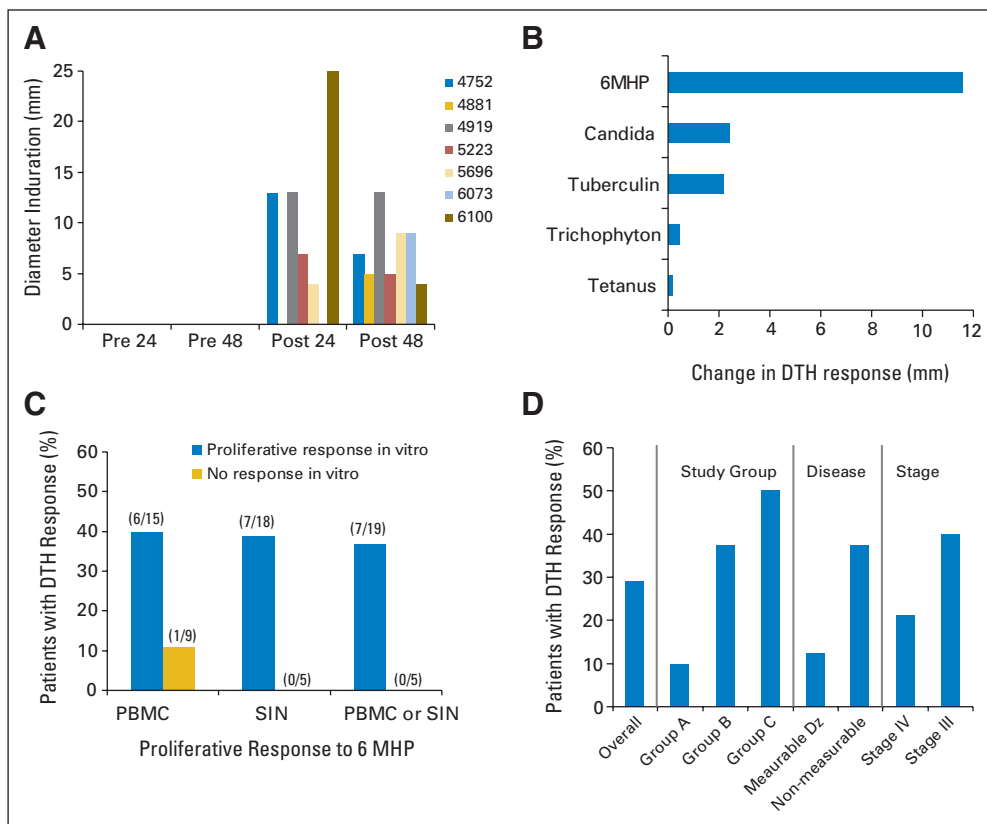 A
Diameter Induration (mm)
25
20
15
10
5
0
Pre 24
Pre 48
Post 24
Post 48
4752
4881
4919
5223
5696
6073
6100
B
6MHP
Candida
Tuberculin
Trichophyton
Tetanus
0 2 4 6 8 10 12
Change in DTH response (mm)
C
Patients with DTH Response (%)
60
50
40
30
20
10
0
Proliferative response in vitro
No response in vitro
(6/15)
(1/9)
(7/18)
(0/5)
(7/19)
(0/5)
PBMC
SIN
PBMC or SIN
Proliferative Response to 6 MHP
D
Patients with DTH Response (%)
60
50
40
30
20
10
0
Study Group
Disease
Stage
Overall
Group A
Group B
Group C
Meaurable Dz
Non-measurable
Stage IV
Stage III